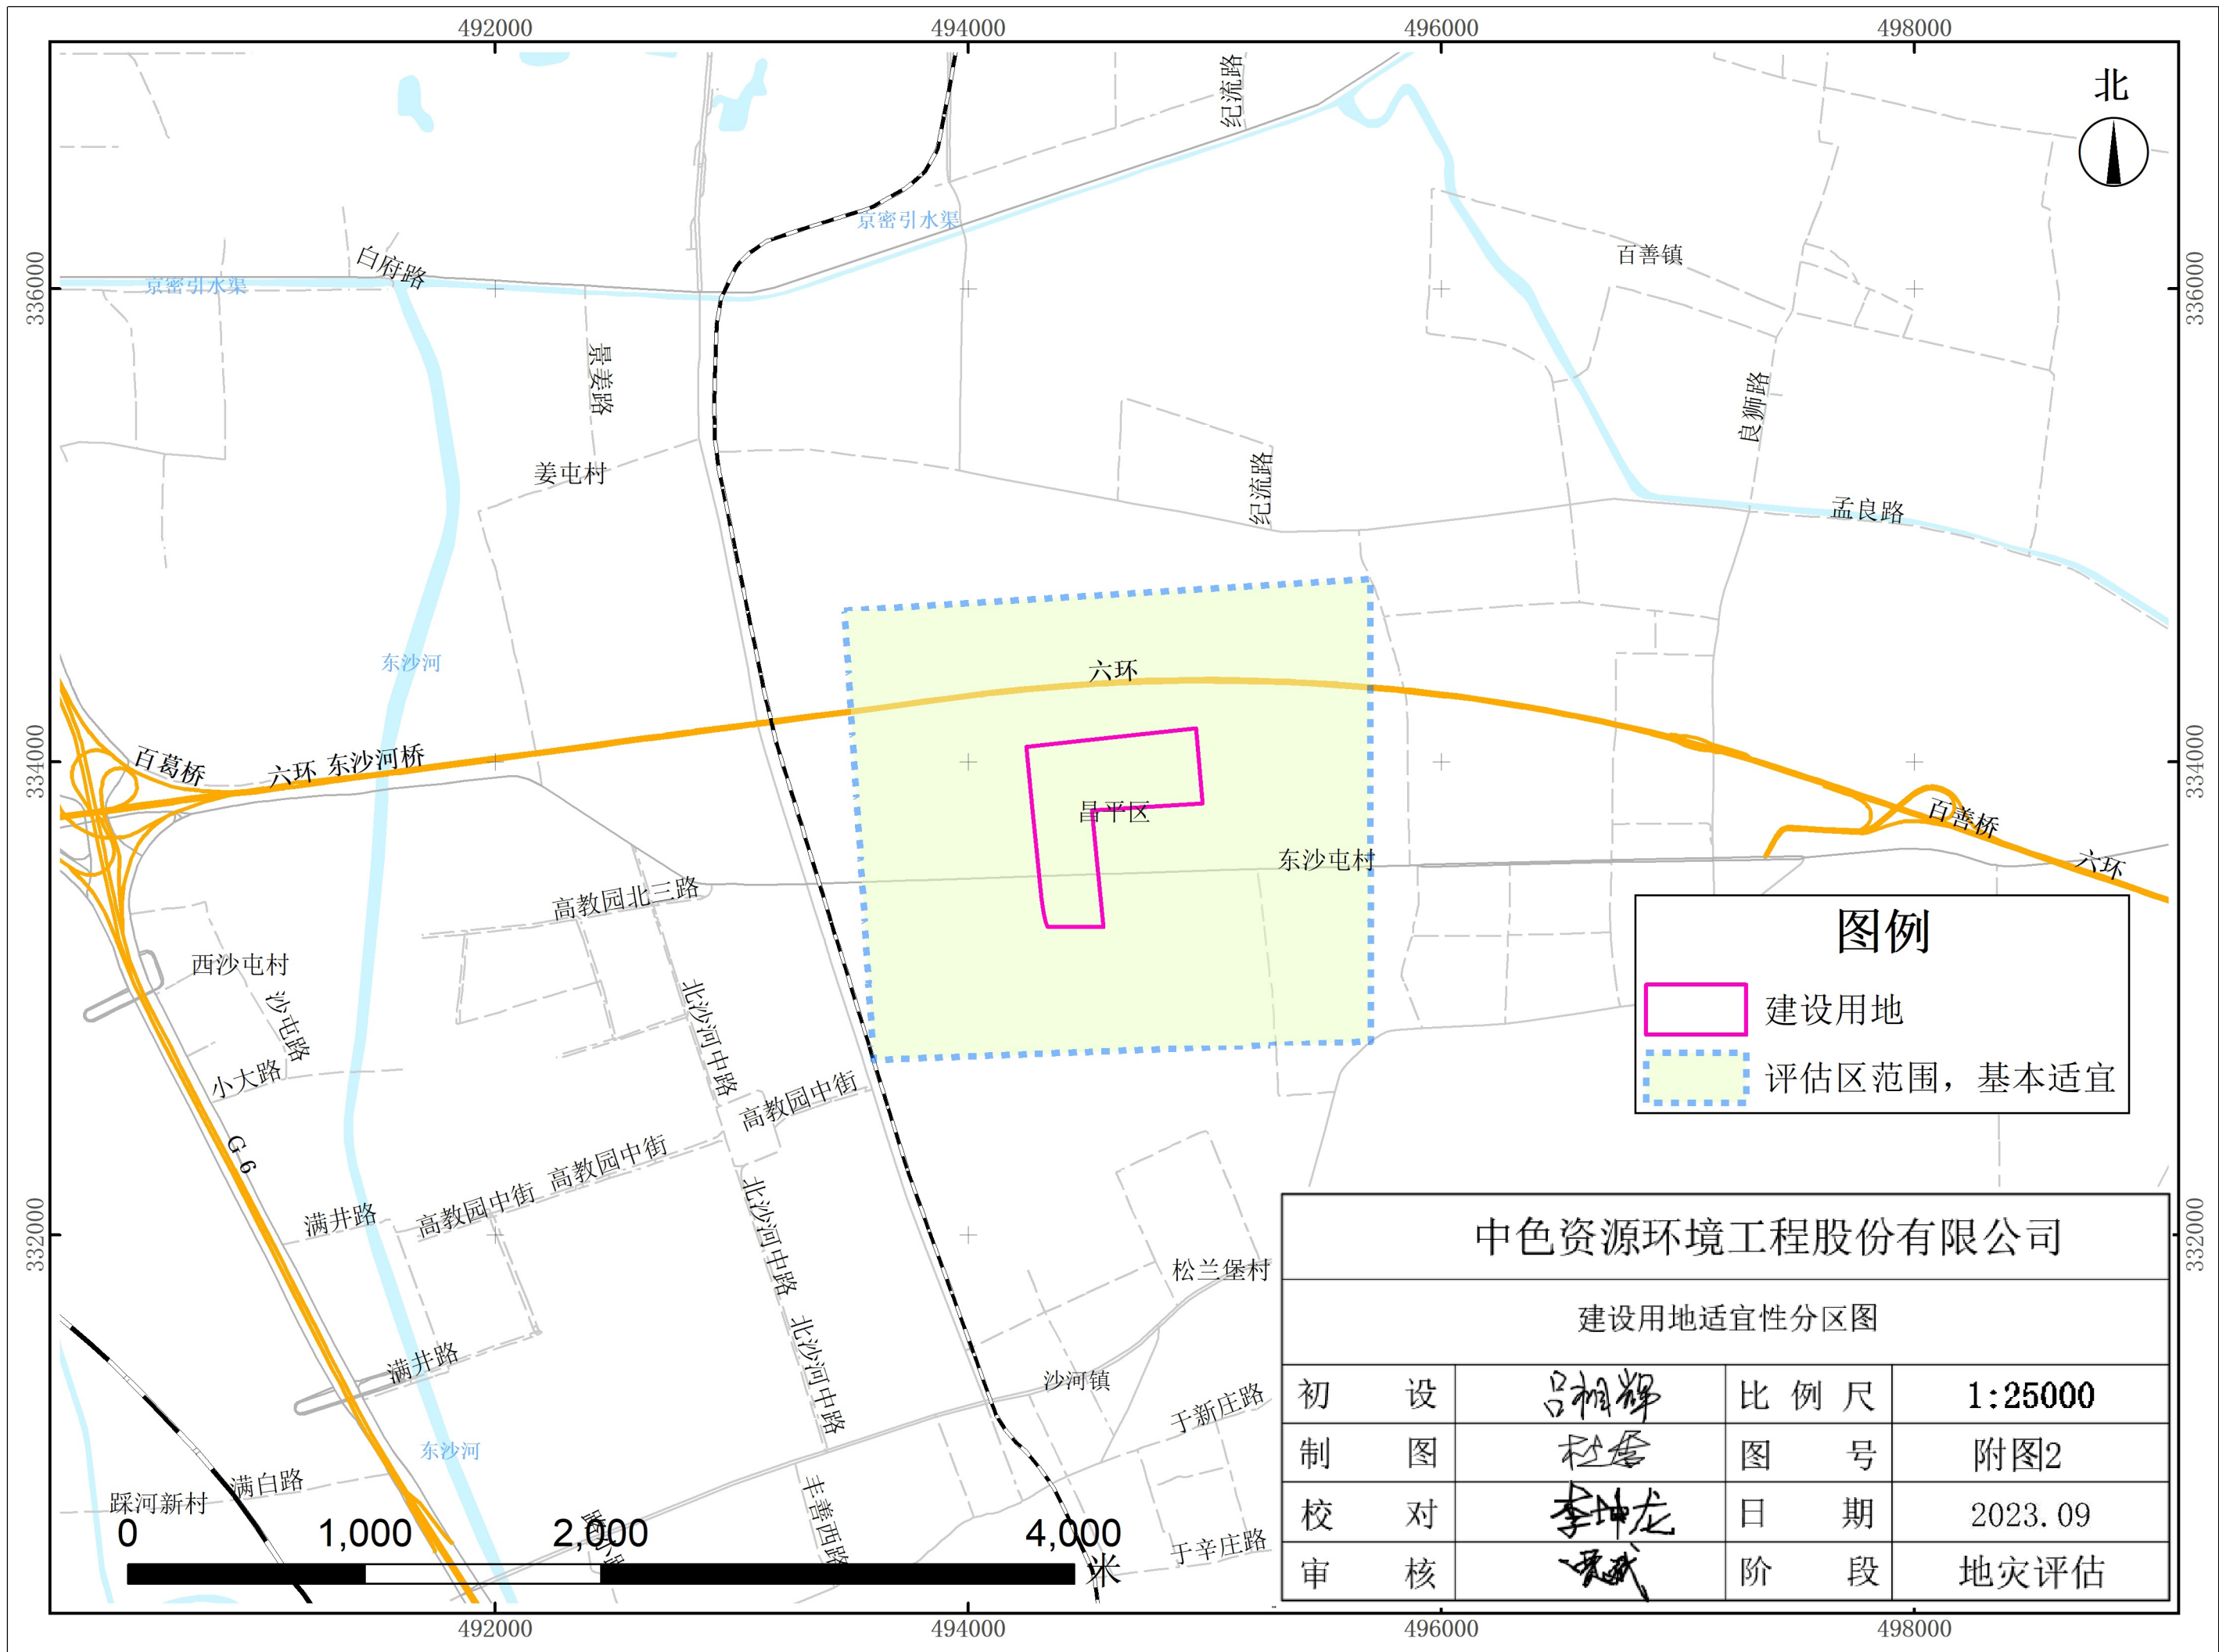 492000
494000
496000
498000
北
纪流路
京密引水渠
百善镇
白府路
京密引水渠
336000
336000
景姜路
良狮路
姜屯村
纪流路
孟良路
东沙河
六环
334000
百葛桥
六环 东沙河桥
334000
昌平区
百善桥
东沙屯村
六环
高教园北三路
图例
西沙屯村
建设用地
沙屯路
北沙河中路
评估区范围，基本适宜
小大路
高教园中街
G6
高教园中街
高教园中街
满井路
北沙河中路
332000
332000
中色资源环境工程股份有限公司
松兰堡村
建设用地适宜性分区图
北沙河中路
满井路
沙河镇
于新庄路
初 设
比 例 尺
1:25000
东沙河
制 图
图 号
附图2
满白路
踩河新村
丰善西路
校 对
李坤龙
日 期
2023.09
于辛庄路
0
1,000
2,000
4,000
米
审 核
阶 段
地灾评估
492000
494000
496000
498000